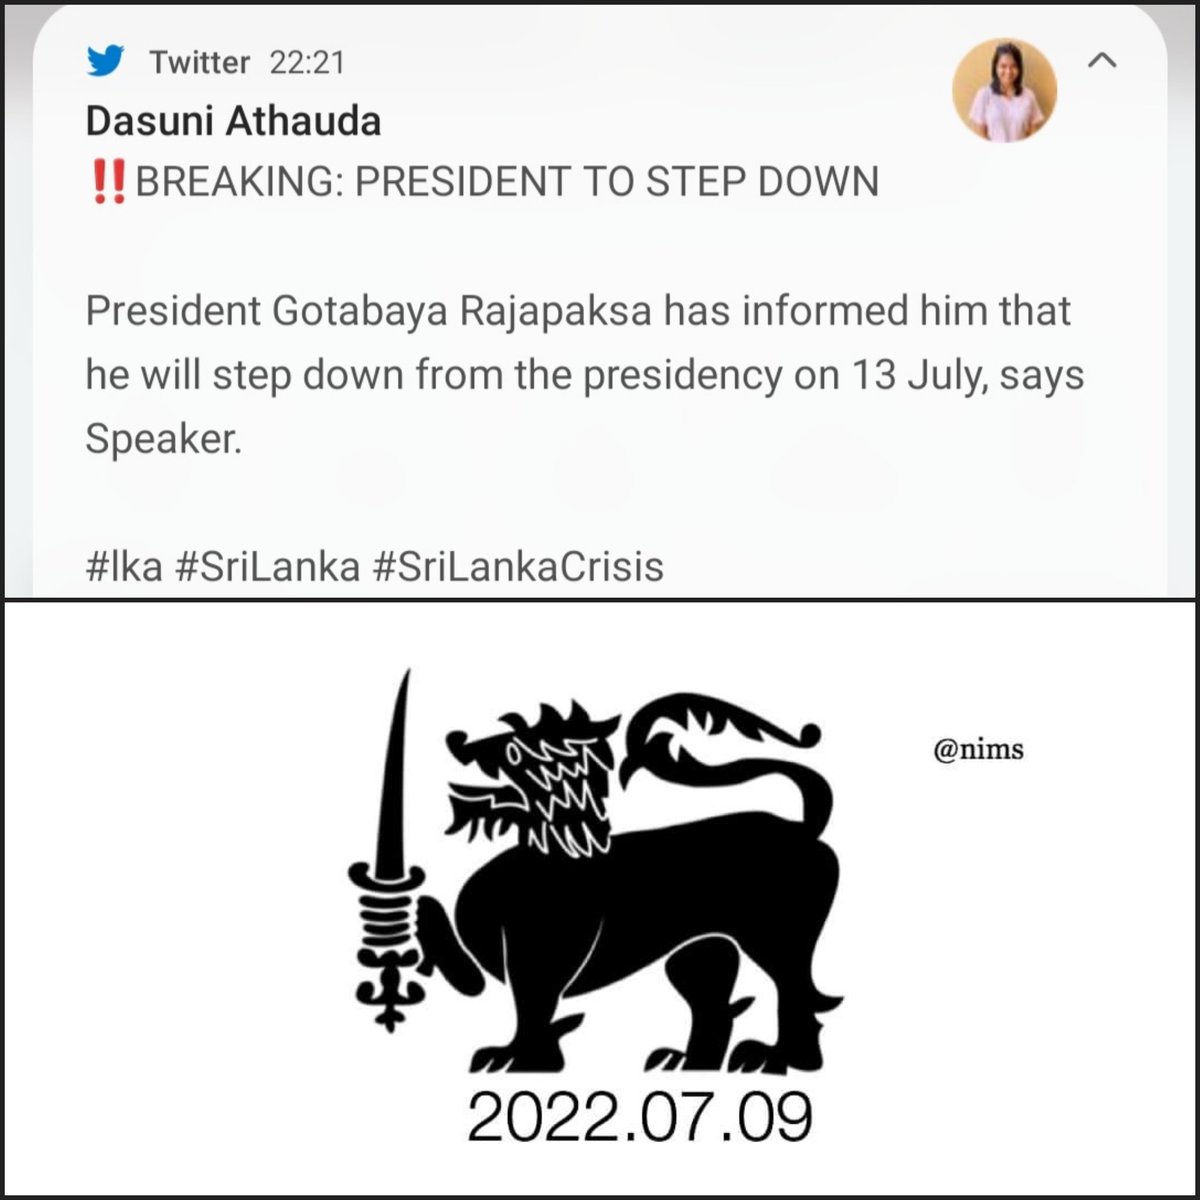 Twitter 22:21
Dasuni Athauda
‼️BREAKING: PRESIDENT TO STEP DOWN
President Gotabaya Rajapaksa has informed him that
he will step down from the presidency on 13 July, says
Speaker.
#lka #SriLanka #SriLankaCrisis
@nims
2022.07.09